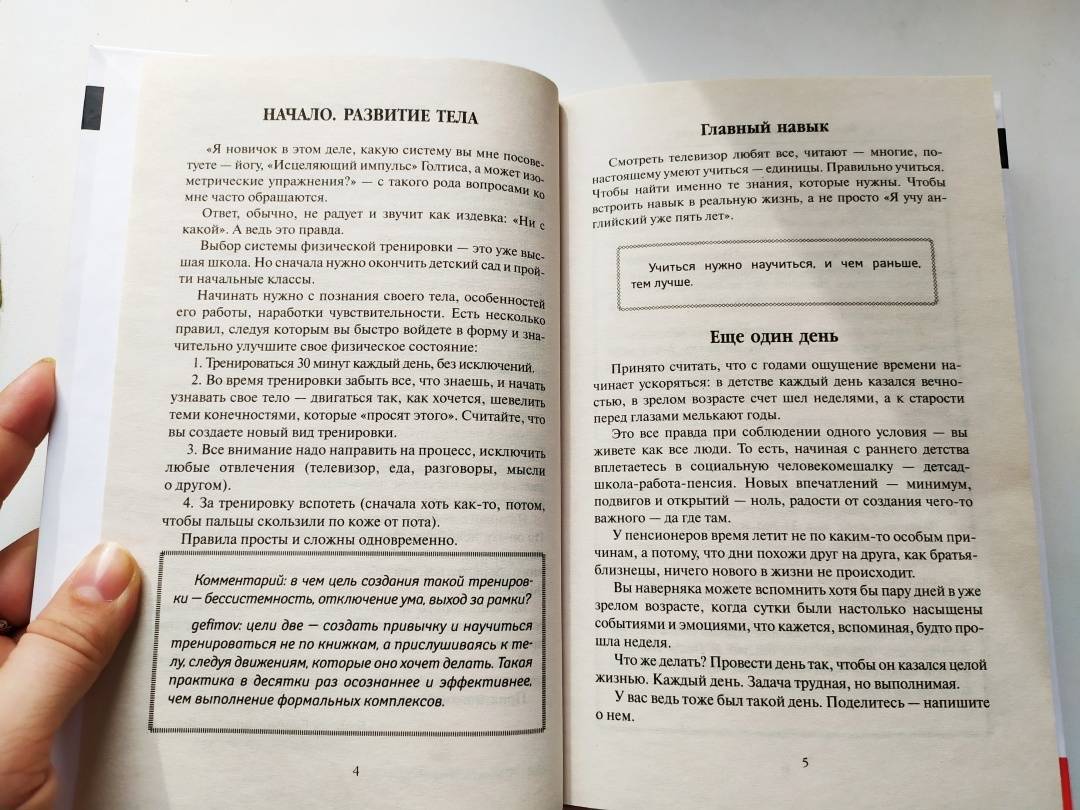 НАЧАЛО. РАЗВИТИЕ ТЕЛА
«Я новичок в этом деле, какую систему вы мне посове-
туете — йогу, «Исцеляющий импульс» Голтиса, а может изо-
метрические упражнения?» — с такого рода вопросами ко
мне часто обращаются.
Ответ, обычно, не радует и звучит как издевка: «Ни с
какой». А ведь это правда.
Выбор системы физической тренировки — это уже выс-
шая школа. Но сначала нужно окончить детский сад и прой-
ти начальные классы.
Начинать нужно с познания своего тела, особенностей
его работы, наработки чувствительности. Есть несколько
правил, следуя которым вы быстро войдете в форму и зна-
чительно улучшите свое физическое состояние:
1. Тренироваться 30 минут каждый день, без исключений.
2. Во время тренировки забыть все, что знаешь, и начать
узнавать свое тело — двигаться так, как хочется, шевелить
теми конечностями, которые «просят этого». Считайте, что
вы создаете новый вид тренировки.
3. Все внимание надо направить на процесс, исключить
любые отвлечения (телевизор, еда, разговоры, мысли
о другом).
4. За тренировку вспотеть (сначала хоть как-то, потом,
чтобы пальцы скользили по коже от пота).
Правила просты и сложны одновременно.
Комментарий: в чем цель создания такой трениров-
ки — бессистемность, отключение ума, выход за рамки?
gefimov: цели две — создать привычку и научиться
тренироваться не по книжкам, а прислушиваясь к те-
лу, следуя движениям, которые оно хочет делать. Такая
практика в десятки раз осознаннее и эффективнее,
чем выполнение формальных комплексов.
4
Главный навык
Смотреть телевизор любят все, читают — многие, по-
настоящему умеют учиться — единицы. Правильно учиться.
Чтобы найти именно те знания, которые нужны. Чтобы
встроить навык в реальную жизнь, а не просто «Я учу ан-
глийский уже пять лет».
Учиться нужно научиться, и чем раньше,
тем лучше.
Еще один день
Принято считать, что с годами ощущение времени на-
чинает ускоряться: в детстве каждый день казался вечно-
стью, в зрелом возрасте счет шел неделями, а к старости
перед глазами мелькают годы.
Это все правда при соблюдении одного условия — вы
живете как все люди. То есть, начиная с раннего детства
вплетаетесь в социальную человекомешалку — детсад-
школа-работа-пенсия. Новых впечатлений — минимум,
подвигов и открытий — ноль, радости от создания чего-то
важного — да где там.
У пенсионеров время летит не по каким-то особым при-
чинам, а потому, что дни похожи друг на друга, как братья-
близнецы, ничего нового в жизни не происходит.
Вы наверняка можете вспомнить хотя бы пару дней в уже
зрелом возрасте, когда сутки были настолько насыщены
событиями и эмоциями, что кажется, вспоминая, будто про-
шла неделя.
Что же делать? Провести день так, чтобы он казался целой
жизнью. Каждый день. Задача трудная, но выполнимая.
У вас ведь тоже был такой день. Поделитесь — напишите
о нем.
5